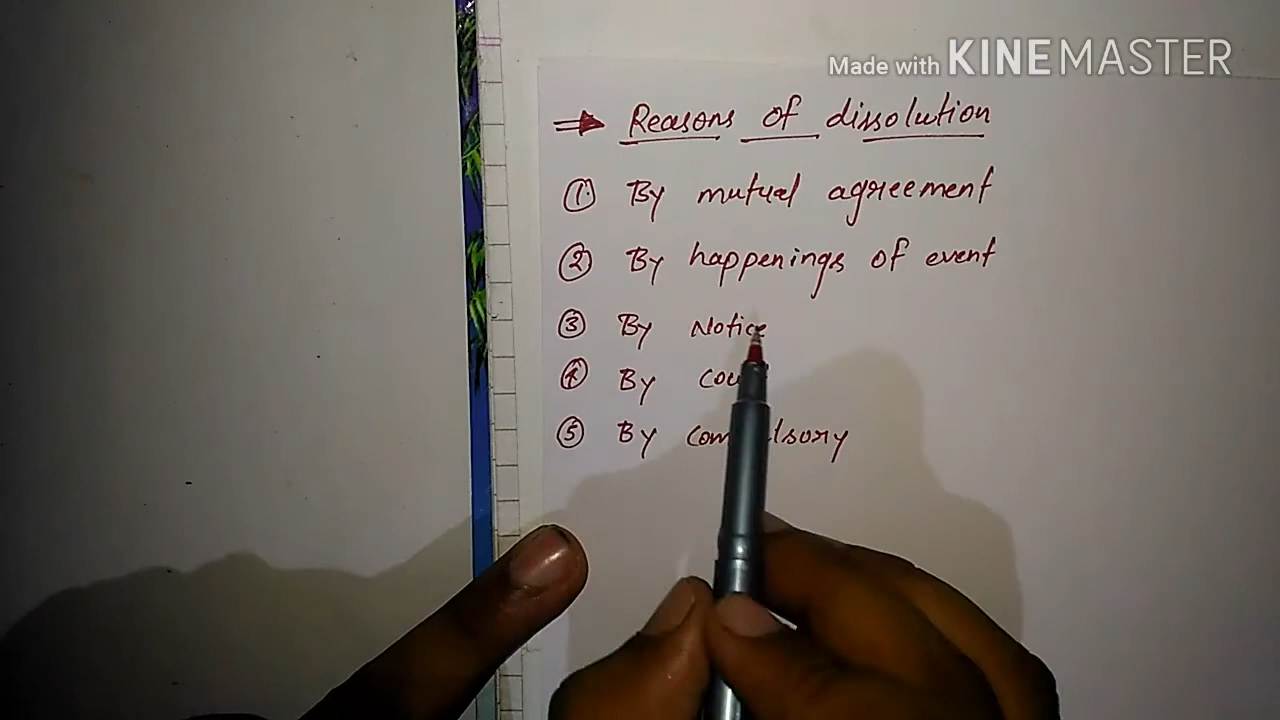 Made with KINEMASTER
⇒ Reasons of dissolution
① By mutual agreement
② By happenings of event
③ By Notice
④ By
⑤ By